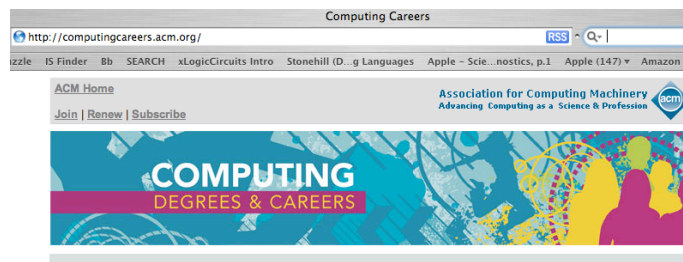 Computing Careers
http://computingcareers.acm.org/ RSS Q
zzle IS Finder Bb SEARCH xLogicCircuits Intro Stonehill (D...g Languages Apple – Scie...nostics, p.1 Apple (147) ▾ Amazon
ACM Home
Association for Computing Machinery
Advancing Computing as a Science & Profession
acm
Join | Renew | Subscribe
COMPUTING
DEGREES & CAREERS